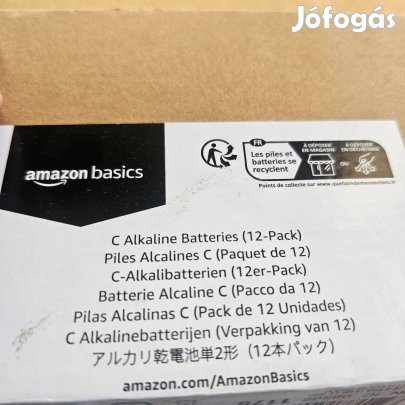 Jófogás
amazon basics
FR
Les piles et batteries se recyclent
À DÉPOSER EN MAGASIN
OU
À DÉPOSER EN DÉCHÈTERIE
Points de collecte sur www.quefairedemesdechets.fr
C Alkaline Batteries (12-Pack)
Piles Alcalines C (Paquet de 12)
C-Alkalibatterien (12er-Pack)
Batterie Alcaline C (Pacco da 12)
Pilas Alcalinas C (Pack de 12 Unidades)
C Alkalinebatterijen (Verpakking van 12)
アルカリ乾電池単2形（12本パック）
amazon.com/AmazonBasics